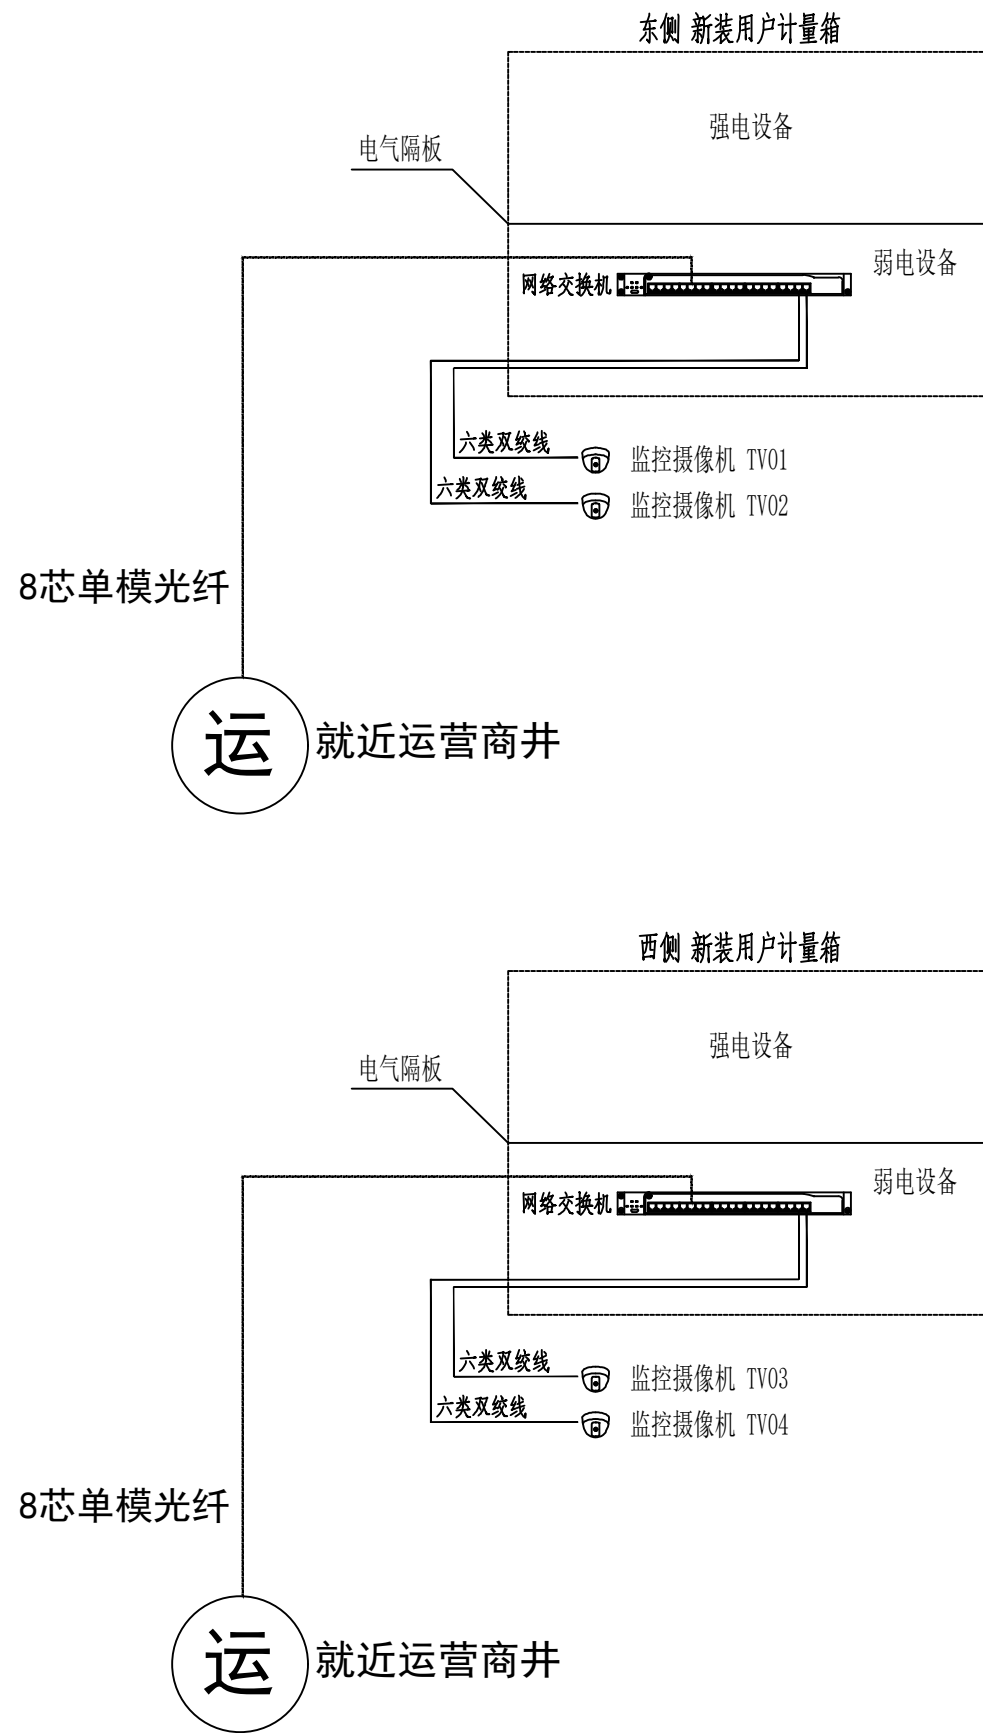 东侧 新装用户计量箱
强电设备
电气隔板
弱电设备
网络交换机
六类双绞线
监控摄像机 TV01
六类双绞线
监控摄像机 TV02
8芯单模光纤
运
就近运营商井
西侧 新装用户计量箱
强电设备
电气隔板
弱电设备
网络交换机
六类双绞线
监控摄像机 TV03
六类双绞线
监控摄像机 TV04
8芯单模光纤
运
就近运营商井